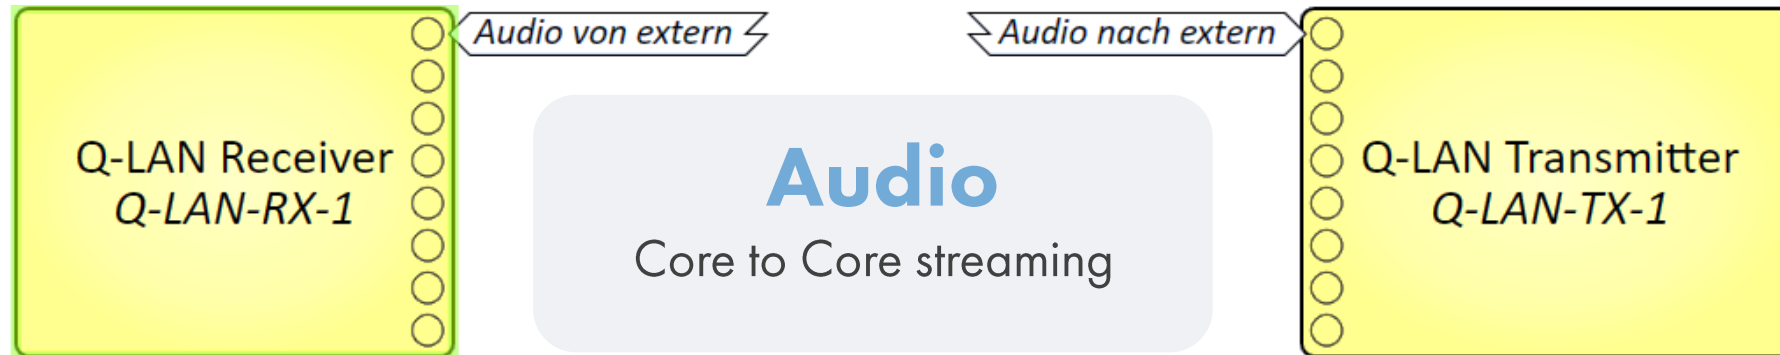 Audio von extern
Audio nach extern
Q-LAN Receiver
Q-LAN-RX-1
Audio
Core to Core streaming
Q-LAN Transmitter
Q-LAN-TX-1